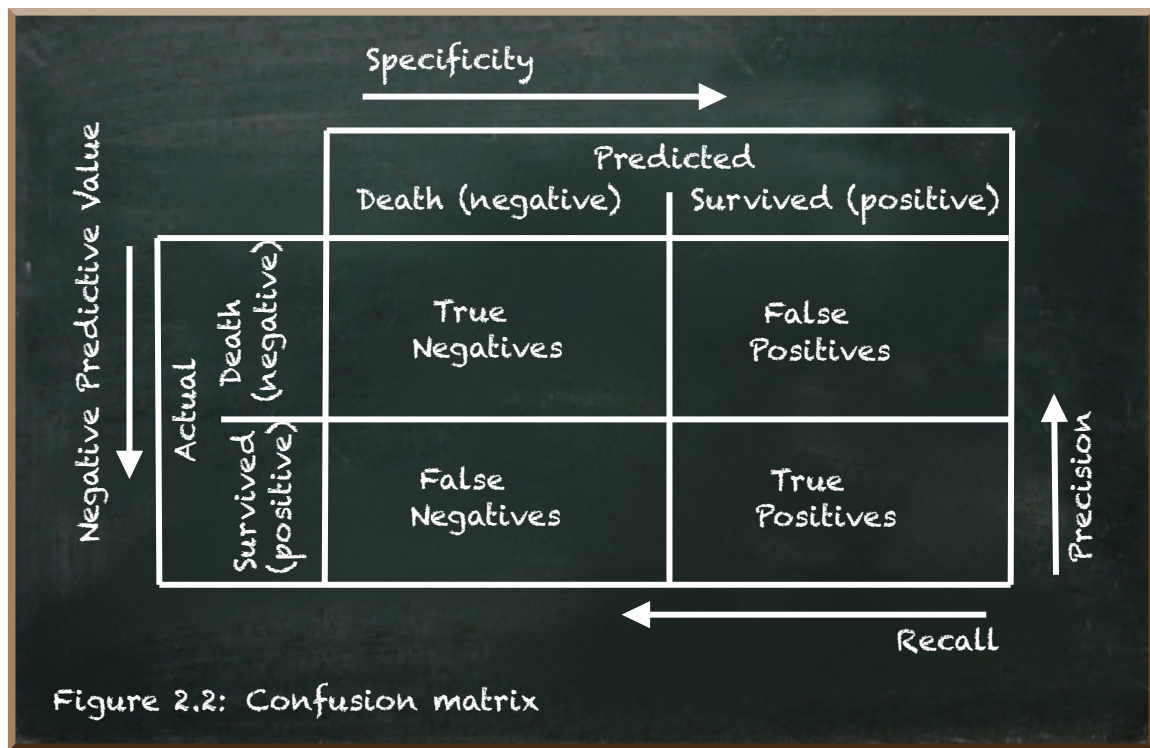 Specificity
Predicted
Death (negative)
Survived (positive)
Negative Predictive Value
Actual
Death
(negative)
True
Negatives
False
Positives
Survived
(positive)
False
Negatives
True
Positives
Precision
Recall
Figure 2.2: Confusion matrix